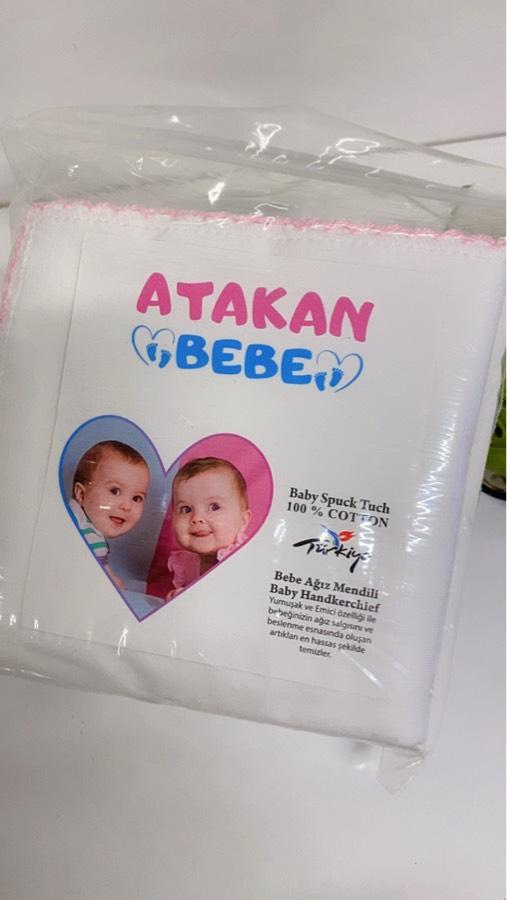 ATAKAN
BEBE
Baby Spuck Tuch
100 % COTTON
Türkiye
Bebe Ağız Mendili
Baby Handkerchief
Yumuşak ve Emici özelliği ile
bebeğinizin ağız salgısını ve
beslenme esnasında oluşan
artıkları en hassas şekilde
temizler.